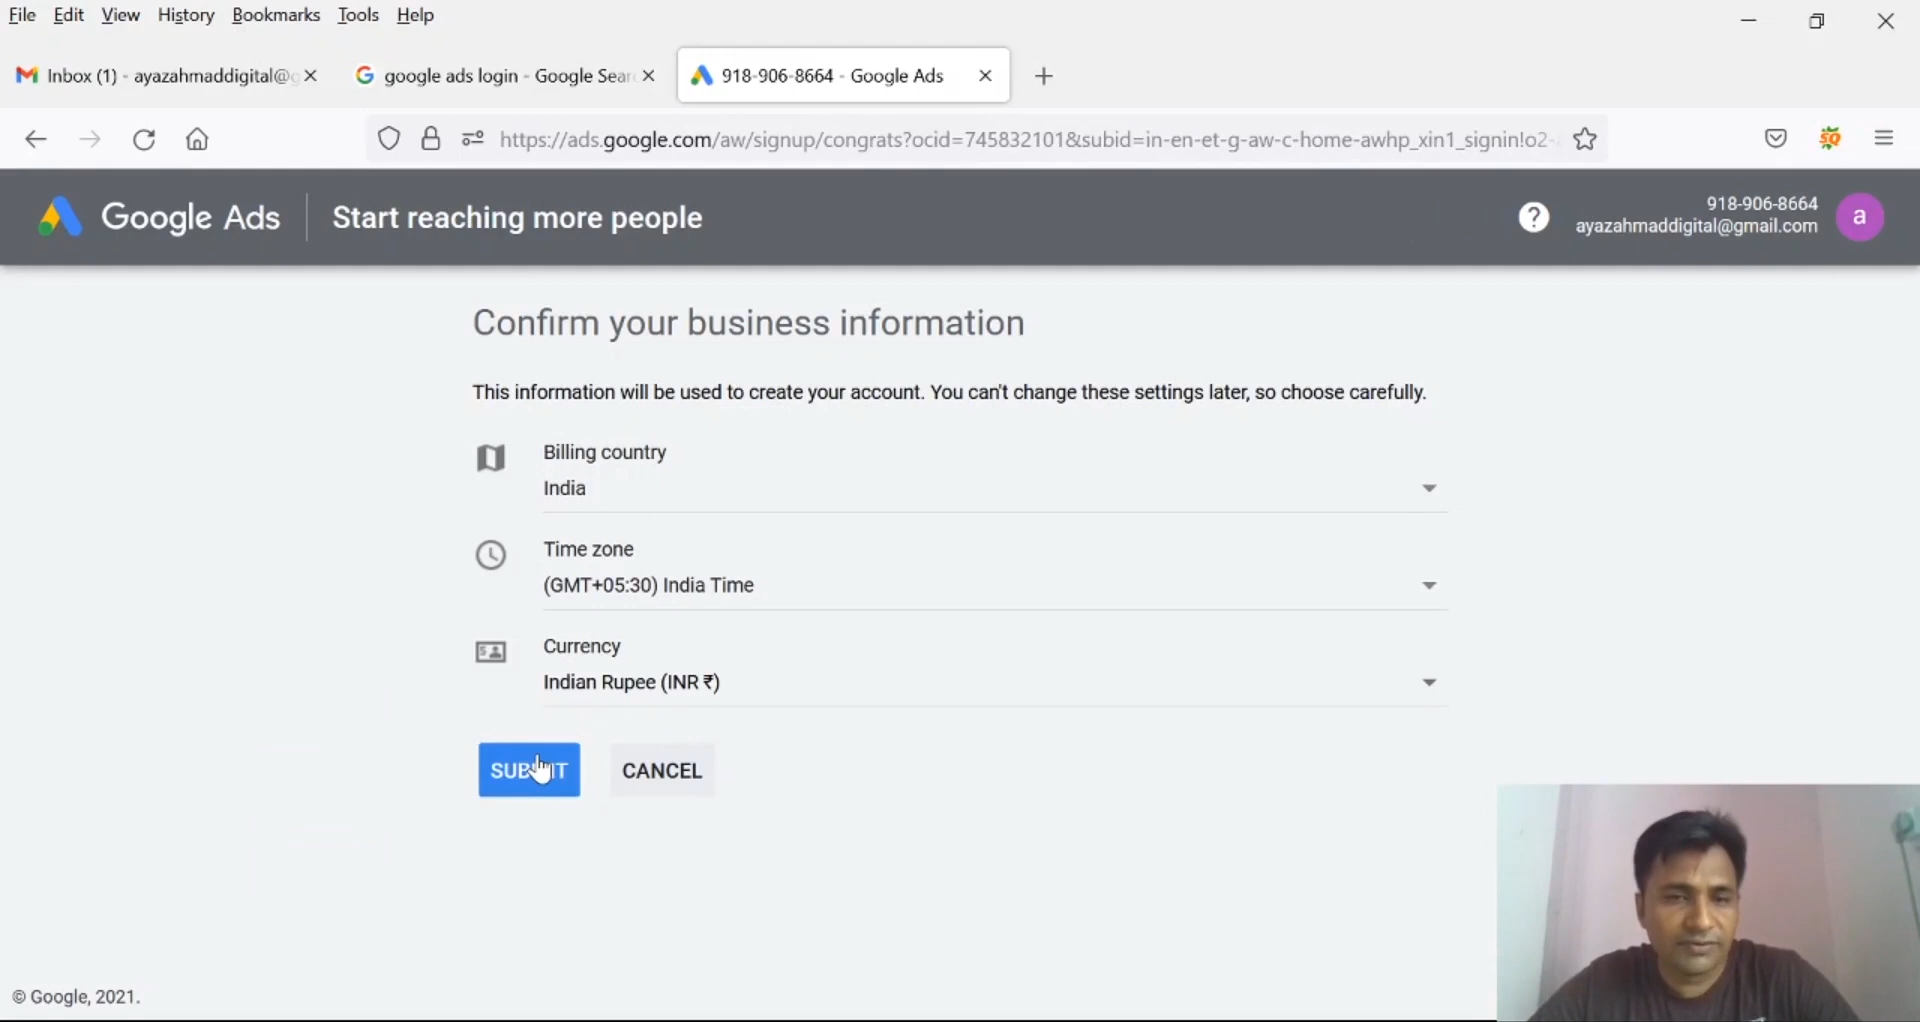 File Edit View History Bookmarks Tools Help
Inbox (1) - ayazahmaddigital@g
google ads login - Google Sear
918-906-8664 - Google Ads
https://ads.google.com/aw/signup/congrats?ocid=745832101&subid=in-en-et-g-aw-c-home-awhp_xin1_signin!o2-
Google Ads
Start reaching more people
?
918-906-8664
ayazahmaddigital@gmail.com
a
Confirm your business information
This information will be used to create your account. You can't change these settings later, so choose carefully.
Billing country
India
Time zone
(GMT+05:30) India Time
Currency
Indian Rupee (INR ₹)
SUBMIT CANCEL
© Google, 2021.